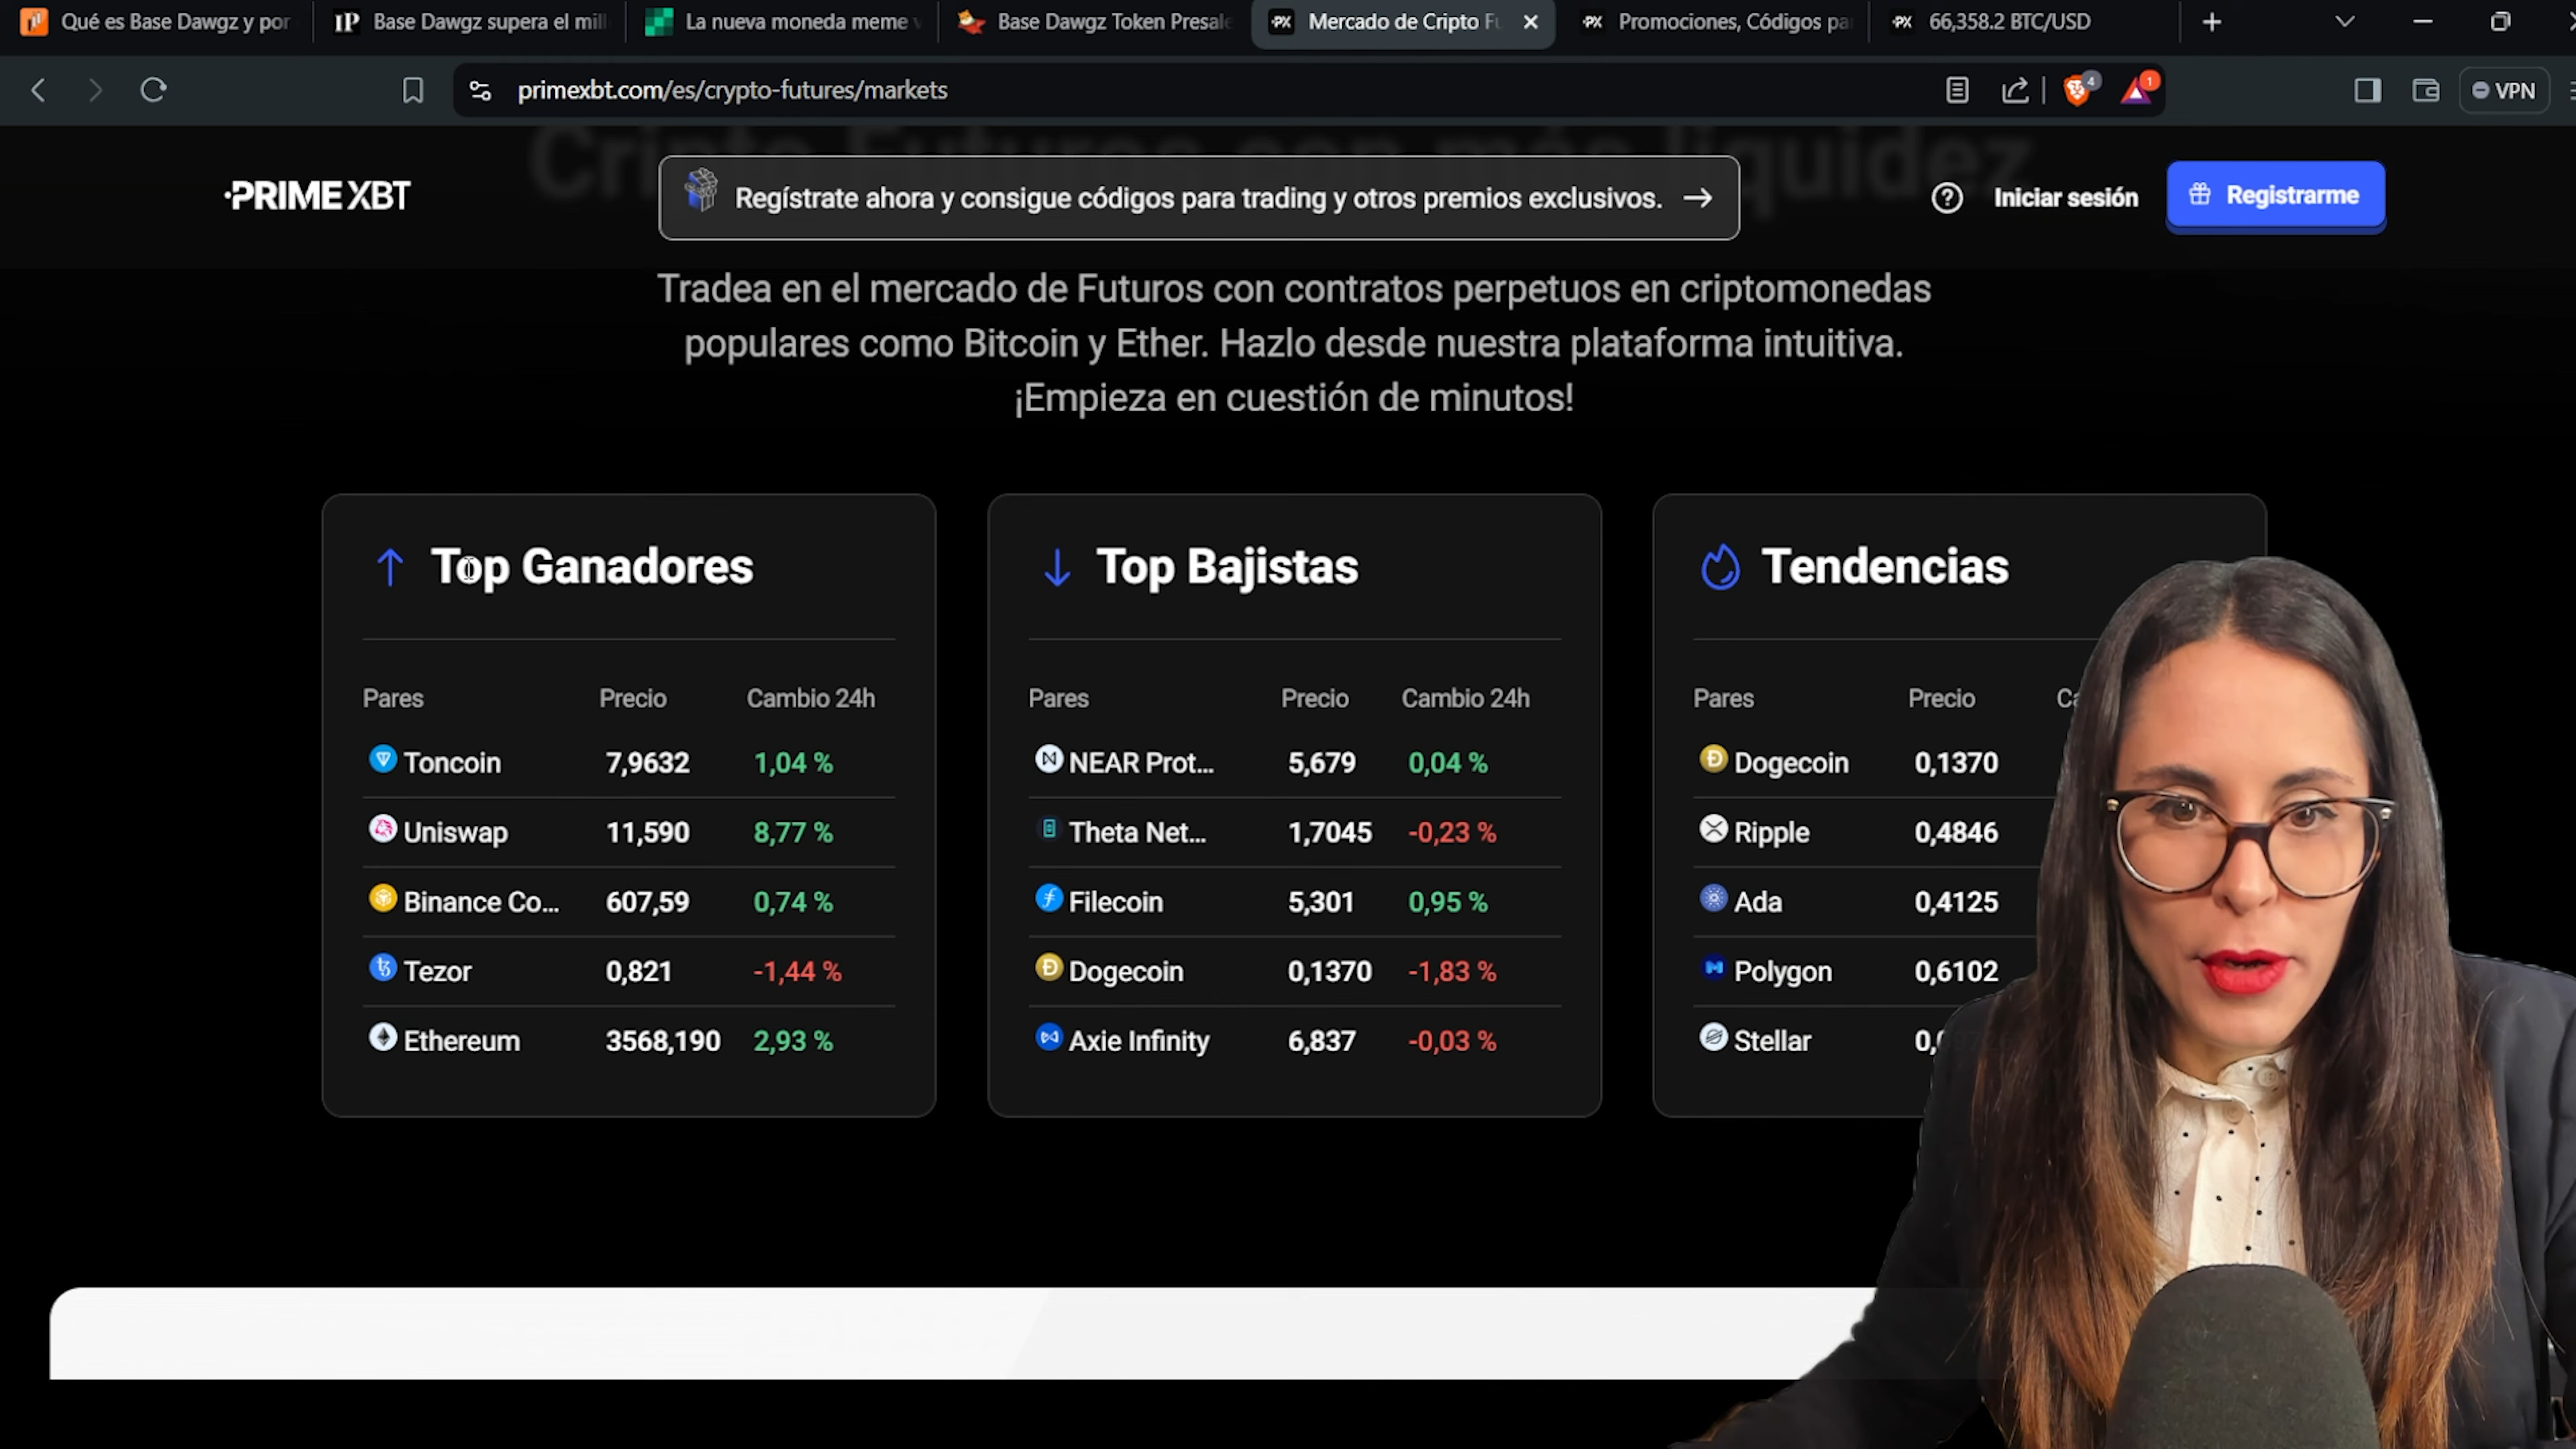 Qué es Base Dawgz y por
Base Dawgz supera el mill
La nueva moneda meme
Base Dawgz Token Presale
Mercado de Cripto Fu
Promociones, Códigos pa
66,358.2 BTC/USD
primexbt.com/es/crypto-futures/markets
4
1
VPN
Cripto Futuros con más liquidez
PRIME XBT
Regístrate ahora y consigue códigos para trading y otros premios exclusivos. →
Iniciar sesión
Registrarme
Tradea en el mercado de Futuros con contratos perpetuos en criptomonedas
populares como Bitcoin y Ether. Hazlo desde nuestra plataforma intuitiva.
¡Empieza en cuestión de minutos!
Top Ganadores
Pares Precio Cambio 24h
Toncoin 7,9632 1,04 %
Uniswap 11,590 8,77 %
Binance Co... 607,59 0,74 %
Tezor 0,821 -1,44 %
Ethereum 3568,190 2,93 %
Top Bajistas
Pares Precio Cambio 24h
NEAR Prot... 5,679 0,04 %
Theta Net... 1,7045 -0,23 %
Filecoin 5,301 0,95 %
Dogecoin 0,1370 -1,83 %
Axie Infinity 6,837 -0,03 %
Tendencias
Pares Precio
Dogecoin 0,1370
Ripple 0,4846
Ada 0,4125
Polygon 0,6102
Stellar